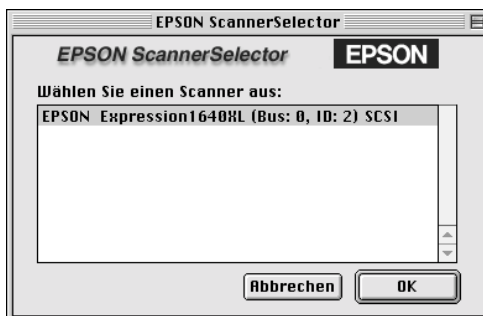 EPSON ScannerSelector
EPSON ScannerSelector EPSON
Wählen Sie einen Scanner aus:
EPSON Expression1640XL (Bus: 0, ID: 2) SCSI
Abbrechen OK